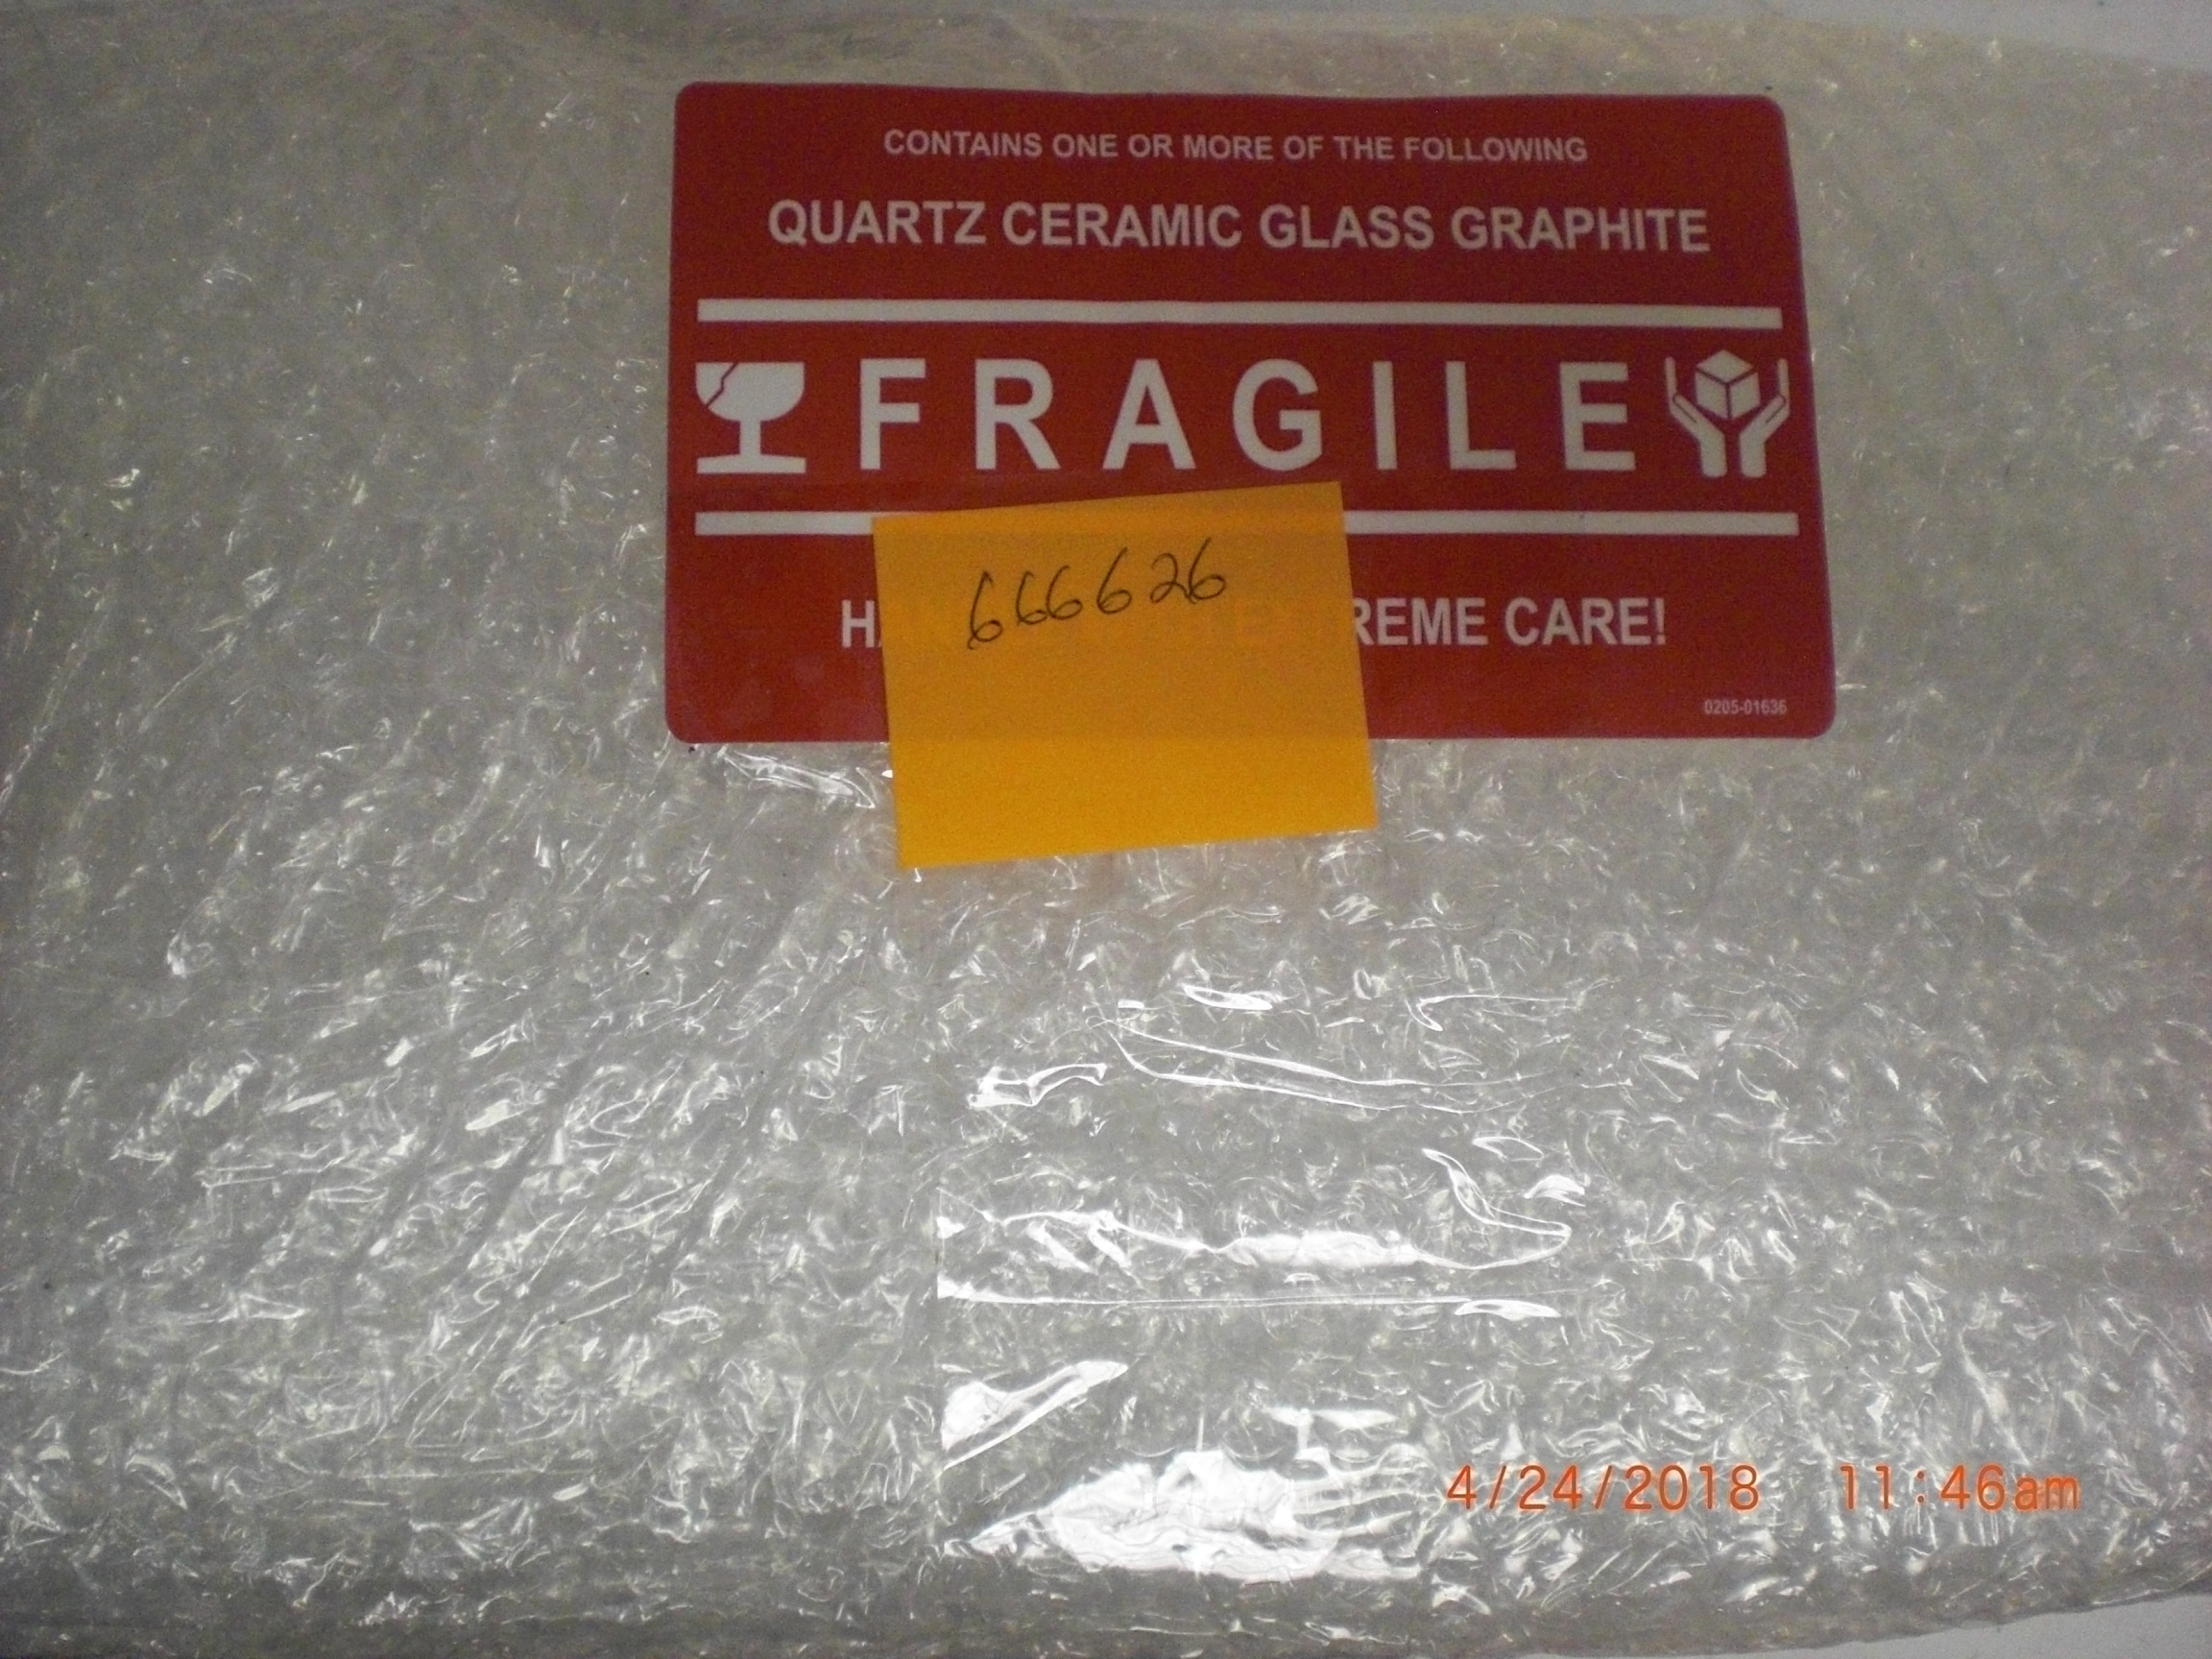 CONTAINS ONE OR MORE OF THE FOLLOWING
QUARTZ CERAMIC GLASS GRAPHITE
FRAGILE
666626
REME CARE!
0205-01636
4/24/2018 11:46am